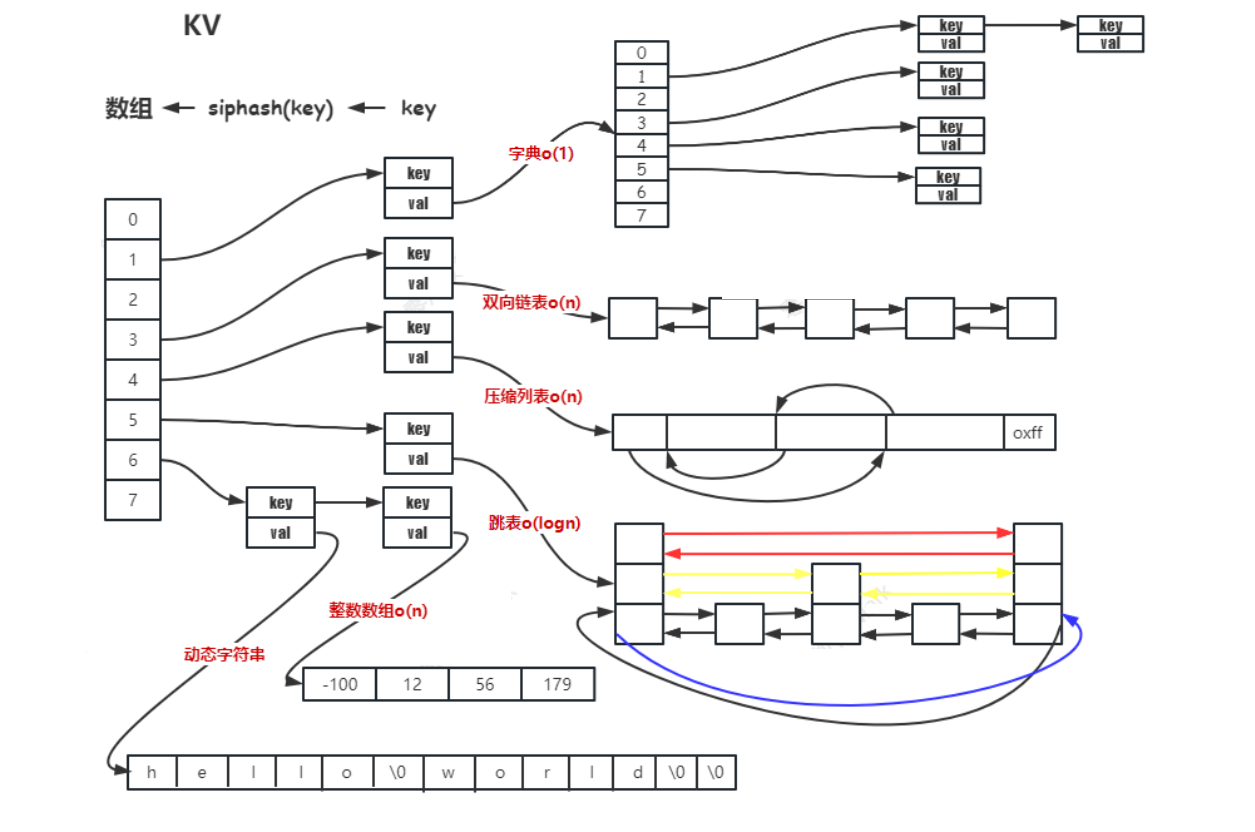 KV
数组 siphash(key) key
0
1
2
3
4
5
6
7
key
val
key
val
key
val
key
val
key
val
key
val
字典o(1)
双向链表o(n)
压缩列表o(n)
跳表o(logn)
整数数组o(n)
动态字符串
0
1
2
3
4
5
6
7
key
val
key
val
key
val
key
val
key
val
oxff
-100 12 56 179
h e l l o \0 w o r l d \0 \0